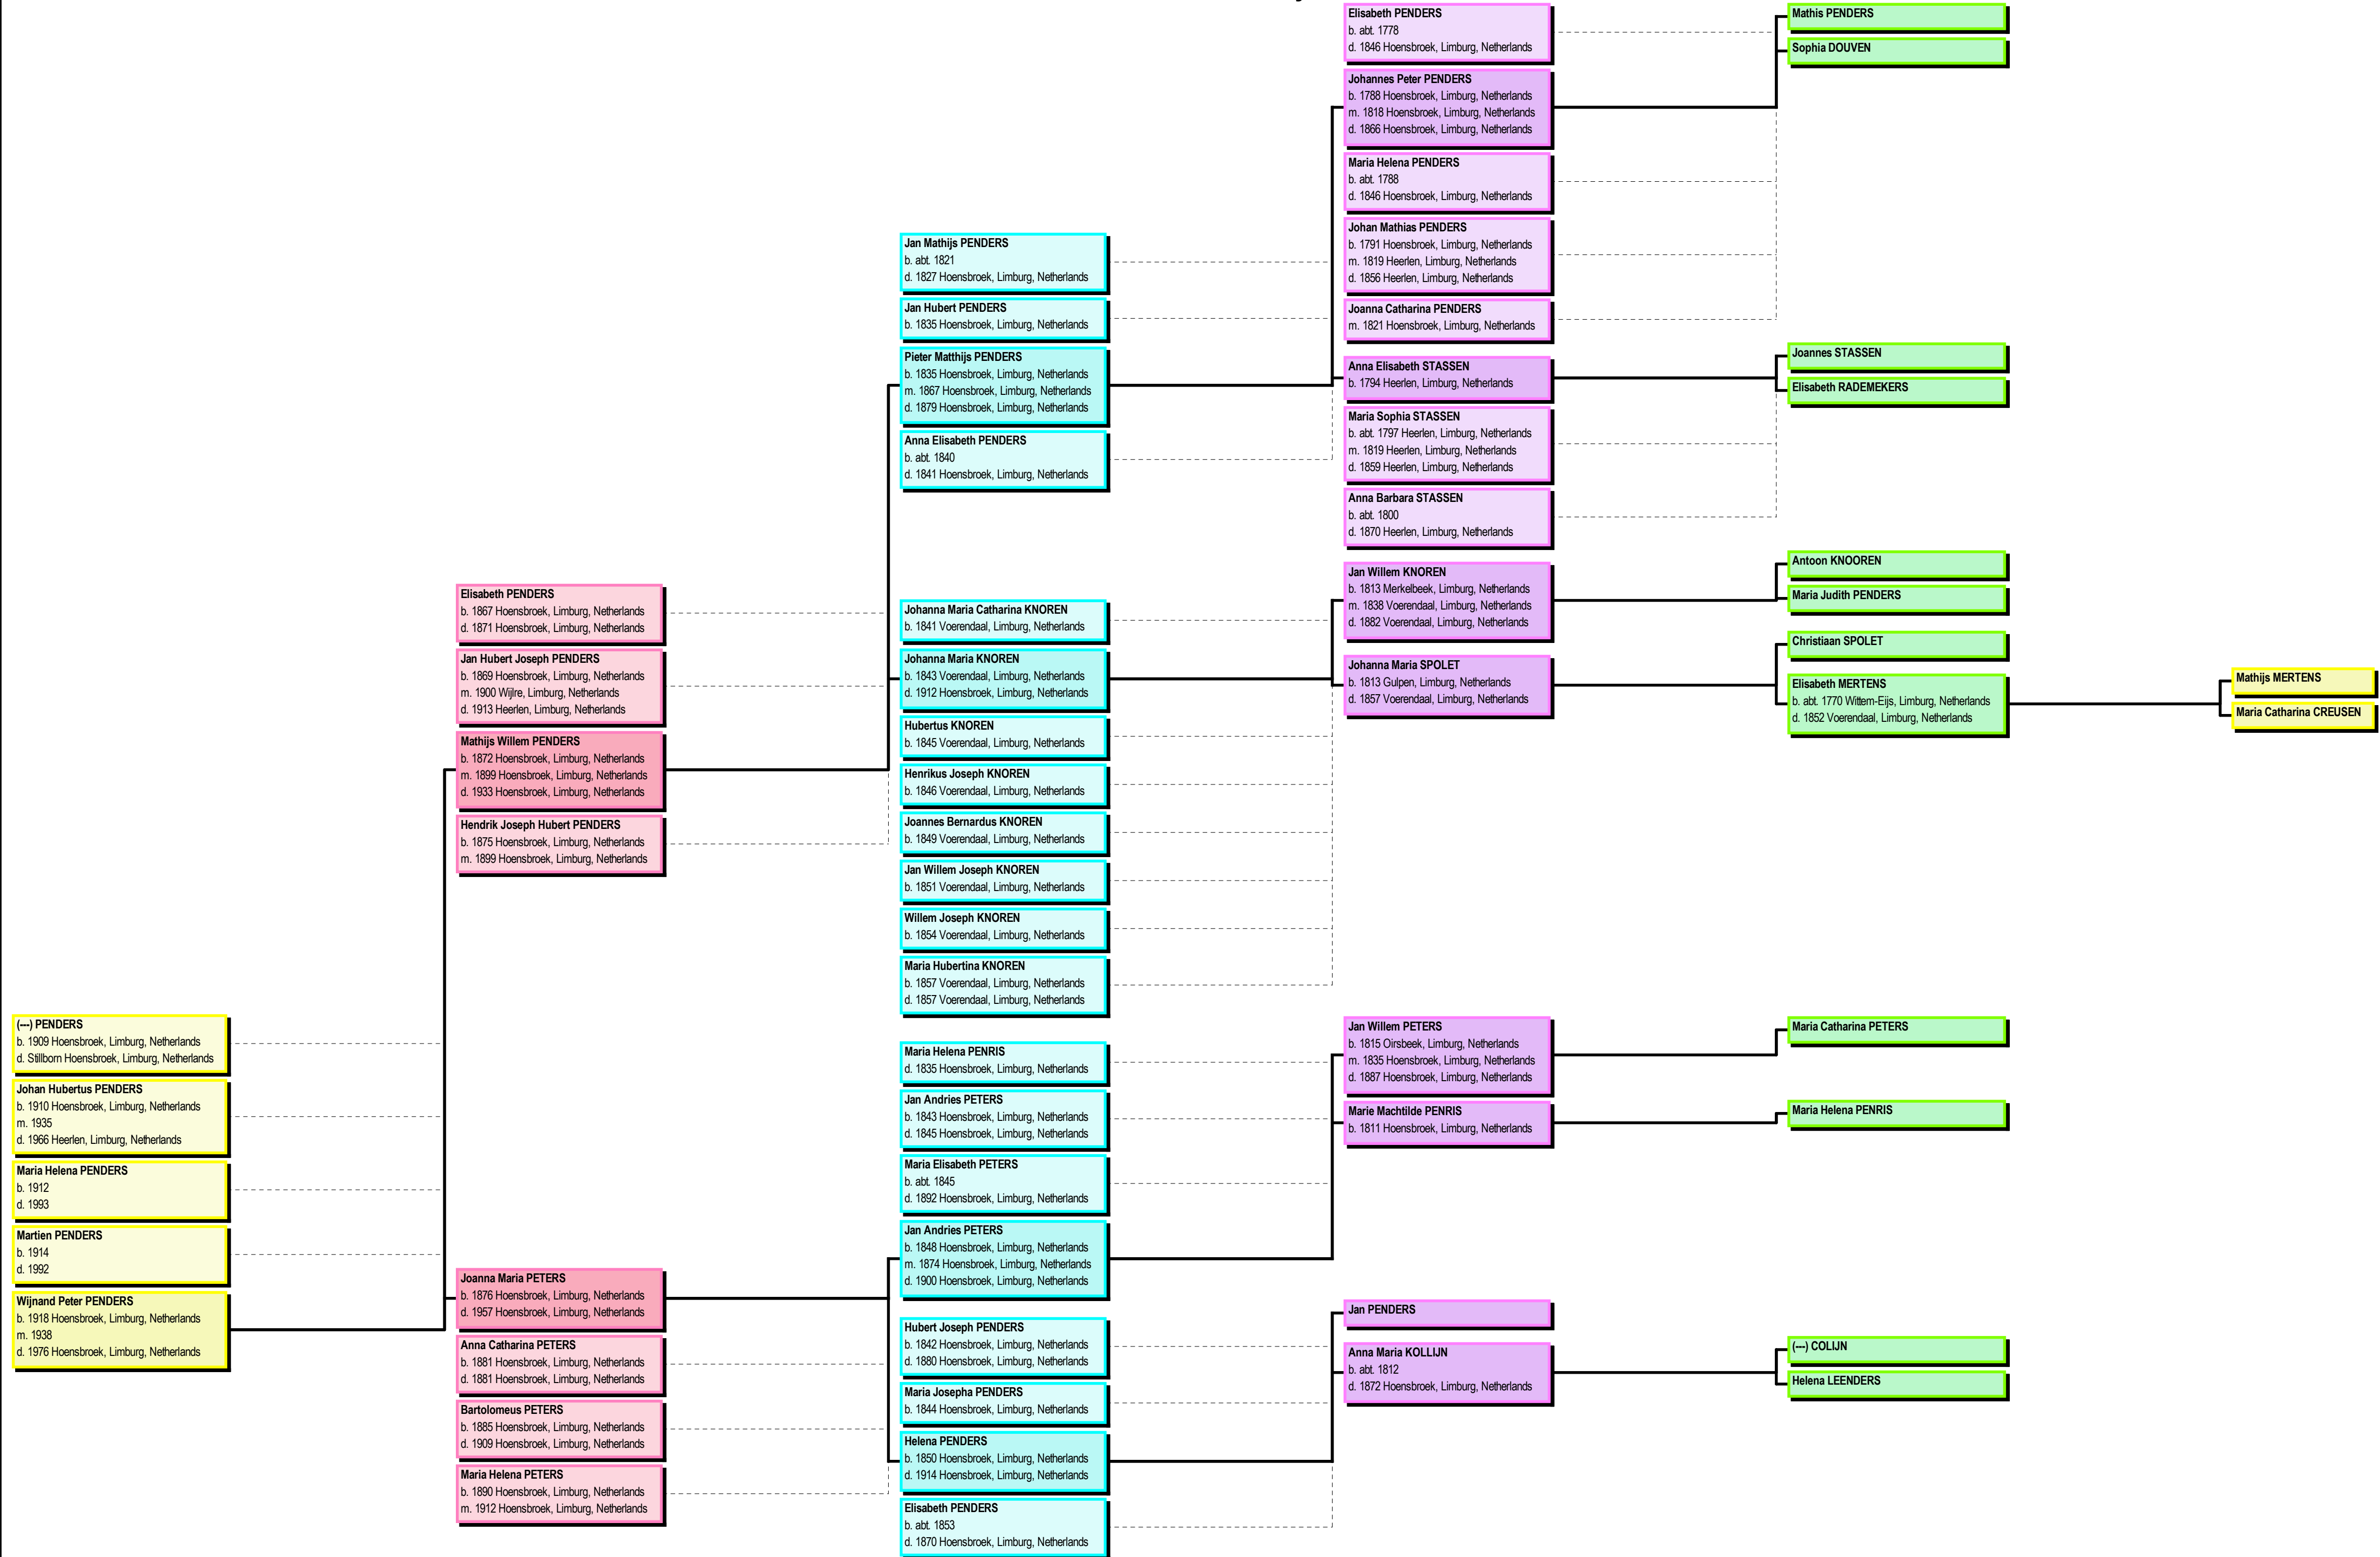 (---) PENDERS
b. 1909 Hoensbroek, Limburg, Netherlands
d. Stillborn Hoensbroek, Limburg, Netherlands
Johan Hubertus PENDERS
b. 1910 Hoensbroek, Limburg, Netherlands
m. 1935
d. 1966 Heerlen, Limburg, Netherlands
Maria Helena PENDERS
b. 1912
d. 1993
Martien PENDERS
b. 1914
d. 1992
Wijnand Peter PENDERS
b. 1918 Hoensbroek, Limburg, Netherlands
m. 1938
d. 1976 Hoensbroek, Limburg, Netherlands
Elisabeth PENDERS
b. 1867 Hoensbroek, Limburg, Netherlands
d. 1871 Hoensbroek, Limburg, Netherlands
Jan Hubert Joseph PENDERS
b. 1869 Hoensbroek, Limburg, Netherlands
m. 1900 Wijlre, Limburg, Netherlands
d. 1913 Heerlen, Limburg, Netherlands
Mathijs Willem PENDERS
b. 1872 Hoensbroek, Limburg, Netherlands
m. 1899 Hoensbroek, Limburg, Netherlands
d. 1933 Hoensbroek, Limburg, Netherlands
Hendrik Joseph Hubert PENDERS
b. 1875 Hoensbroek, Limburg, Netherlands
m. 1899 Hoensbroek, Limburg, Netherlands
Joanna Maria PETERS
b. 1876 Hoensbroek, Limburg, Netherlands
d. 1957 Hoensbroek, Limburg, Netherlands
Anna Catharina PETERS
b. 1881 Hoensbroek, Limburg, Netherlands
d. 1881 Hoensbroek, Limburg, Netherlands
Bartolomeus PETERS
b. 1885 Hoensbroek, Limburg, Netherlands
d. 1909 Hoensbroek, Limburg, Netherlands
Maria Helena PETERS
b. 1890 Hoensbroek, Limburg, Netherlands
m. 1912 Hoensbroek, Limburg, Netherlands
Jan Mathijs PENDERS
b. abt. 1821
d. 1827 Hoensbroek, Limburg, Netherlands
Jan Hubert PENDERS
b. 1835 Hoensbroek, Limburg, Netherlands
Pieter Matthijs PENDERS
b. 1835 Hoensbroek, Limburg, Netherlands
m. 1867 Hoensbroek, Limburg, Netherlands
d. 1879 Hoensbroek, Limburg, Netherlands
Anna Elisabeth PENDERS
b. abt. 1840
d. 1841 Hoensbroek, Limburg, Netherlands
Johanna Maria Catharina KNOREN
b. 1841 Voerendaal, Limburg, Netherlands
Johanna Maria KNOREN
b. 1843 Voerendaal, Limburg, Netherlands
d. 1912 Hoensbroek, Limburg, Netherlands
Hubertus KNOREN
b. 1845 Voerendaal, Limburg, Netherlands
Henrikus Joseph KNOREN
b. 1846 Voerendaal, Limburg, Netherlands
Joannes Bernardus KNOREN
b. 1849 Voerendaal, Limburg, Netherlands
Jan Willem Joseph KNOREN
b. 1851 Voerendaal, Limburg, Netherlands
Willem Joseph KNOREN
b. 1854 Voerendaal, Limburg, Netherlands
Maria Hubertina KNOREN
b. 1857 Voerendaal, Limburg, Netherlands
d. 1857 Voerendaal, Limburg, Netherlands
Maria Helena PENRIS
d. 1835 Hoensbroek, Limburg, Netherlands
Jan Andries PETERS
b. 1843 Hoensbroek, Limburg, Netherlands
d. 1845 Hoensbroek, Limburg, Netherlands
Maria Elisabeth PETERS
b. abt. 1845
d. 1892 Hoensbroek, Limburg, Netherlands
Jan Andries PETERS
b. 1848 Hoensbroek, Limburg, Netherlands
m. 1874 Hoensbroek, Limburg, Netherlands
d. 1900 Hoensbroek, Limburg, Netherlands
Hubert Joseph PENDERS
b. 1842 Hoensbroek, Limburg, Netherlands
d. 1880 Hoensbroek, Limburg, Netherlands
Maria Josepha PENDERS
b. 1844 Hoensbroek, Limburg, Netherlands
Helena PENDERS
b. 1850 Hoensbroek, Limburg, Netherlands
d. 1914 Hoensbroek, Limburg, Netherlands
Elisabeth PENDERS
b. abt. 1853
d. 1870 Hoensbroek, Limburg, Netherlands
Elisabeth PENDERS
b. abt. 1778
d. 1846 Hoensbroek, Limburg, Netherlands
Johannes Peter PENDERS
b. 1788 Hoensbroek, Limburg, Netherlands
m. 1818 Hoensbroek, Limburg, Netherlands
d. 1866 Hoensbroek, Limburg, Netherlands
Maria Helena PENDERS
b. abt. 1788
d. 1846 Hoensbroek, Limburg, Netherlands
Johan Mathias PENDERS
b. 1791 Hoensbroek, Limburg, Netherlands
m. 1819 Heerlen, Limburg, Netherlands
d. 1856 Heerlen, Limburg, Netherlands
Joanna Catharina PENDERS
m. 1821 Hoensbroek, Limburg, Netherlands
Anna Elisabeth STASSEN
b. 1794 Heerlen, Limburg, Netherlands
Maria Sophia STASSEN
b. abt. 1797 Heerlen, Limburg, Netherlands
m. 1819 Heerlen, Limburg, Netherlands
d. 1859 Heerlen, Limburg, Netherlands
Anna Barbara STASSEN
b. abt. 1800
d. 1870 Heerlen, Limburg, Netherlands
Jan Willem KNOREN
b. 1813 Merkelbeek, Limburg, Netherlands
m. 1838 Voerendaal, Limburg, Netherlands
d. 1882 Voerendaal, Limburg, Netherlands
Johanna Maria SPOLET
b. 1813 Gulpen, Limburg, Netherlands
d. 1857 Voerendaal, Limburg, Netherlands
Jan Willem PETERS
b. 1815 Oirsbeek, Limburg, Netherlands
m. 1835 Hoensbroek, Limburg, Netherlands
d. 1887 Hoensbroek, Limburg, Netherlands
Marie Machtilde PENRIS
b. 1811 Hoensbroek, Limburg, Netherlands
Jan PENDERS
Anna Maria KOLLIJN
b. abt. 1812
d. 1872 Hoensbroek, Limburg, Netherlands
Mathis PENDERS
Sophia DOUVEN
Joannes STASSEN
Elisabeth RADEMEKERS
Antoon KNOOREN
Maria Judith PENDERS
Christiaan SPOLET
Elisabeth MERTENS
b. abt. 1770 Wittem-Eijs, Limburg, Netherlands
d. 1852 Voerendaal, Limburg, Netherlands
Maria Catharina PETERS
Maria Helena PENRIS
(---) COLIJN
Helena LEENDERS
Mathijs MERTENS
Maria Catharina CREUSEN